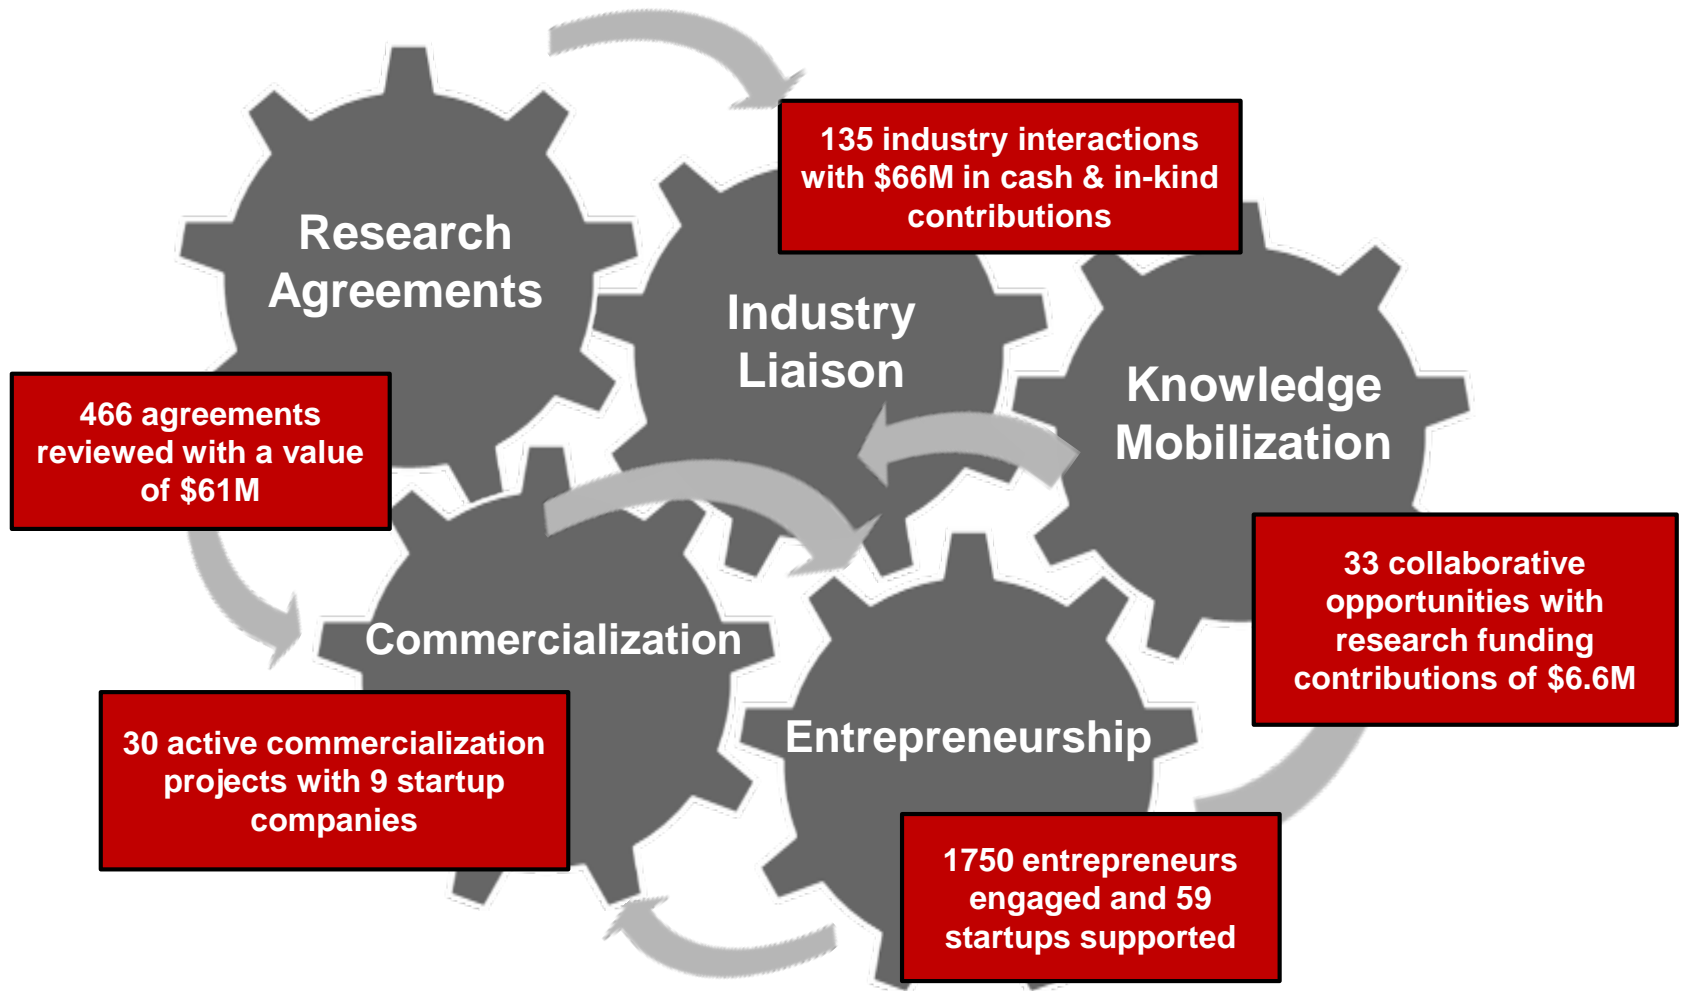 135 industry interactions
with $66M in cash & in-kind
contributions
Research
Agreements
Industry
Liaison
Knowledge
Mobilization
466 agreements
reviewed with a value
of $61M
33 collaborative
opportunities with
research funding
contributions of $6.6M
Commercialization
30 active commercialization
projects with 9 startup
companies
Entrepreneurship
1750 entrepreneurs
engaged and 59
startups supported